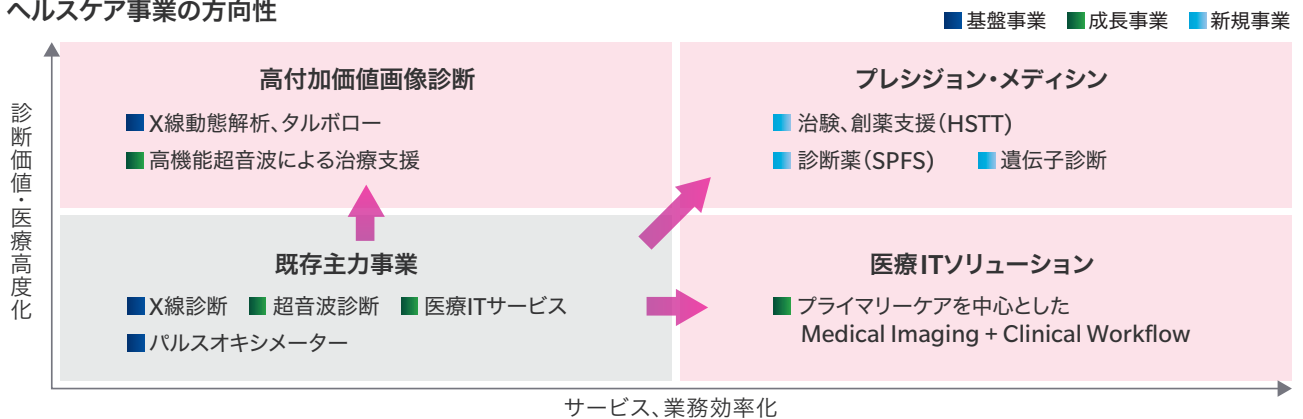 ヘルスケア事業の方向性
基盤事業 成長事業 新規事業
診断価値・医療高度化
高付加価値画像診断
X線動態解析、タルボロー
高機能超音波による治療支援
プレシジョン・メディシン
治験、創薬支援(HSTT)
診断薬(SPFS) 遺伝子診断
既存主力事業
X線診断 超音波診断 医療ITサービス
パルスオキシメーター
医療ITソリューション
プライマリーケアを中心とした
Medical Imaging + Clinical Workflow
サービス、業務効率化